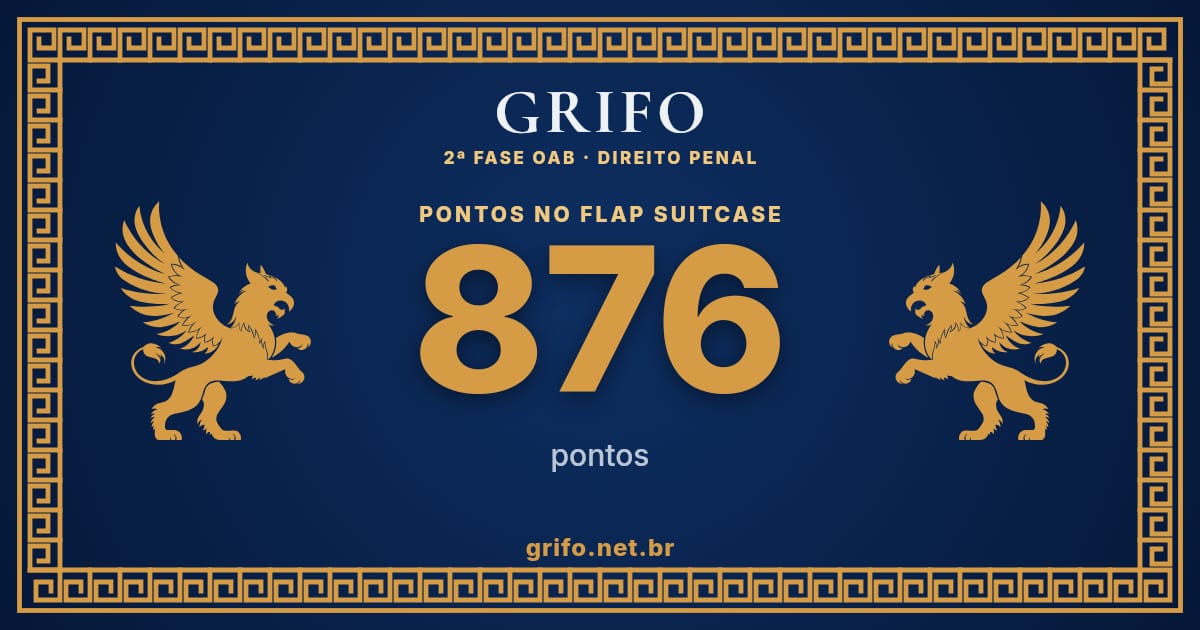 GRIFO
2ª FASE OAB · DIREITO PENAL
PONTOS NO FLAP SUITCASE
876
pontos
grifo.net.br